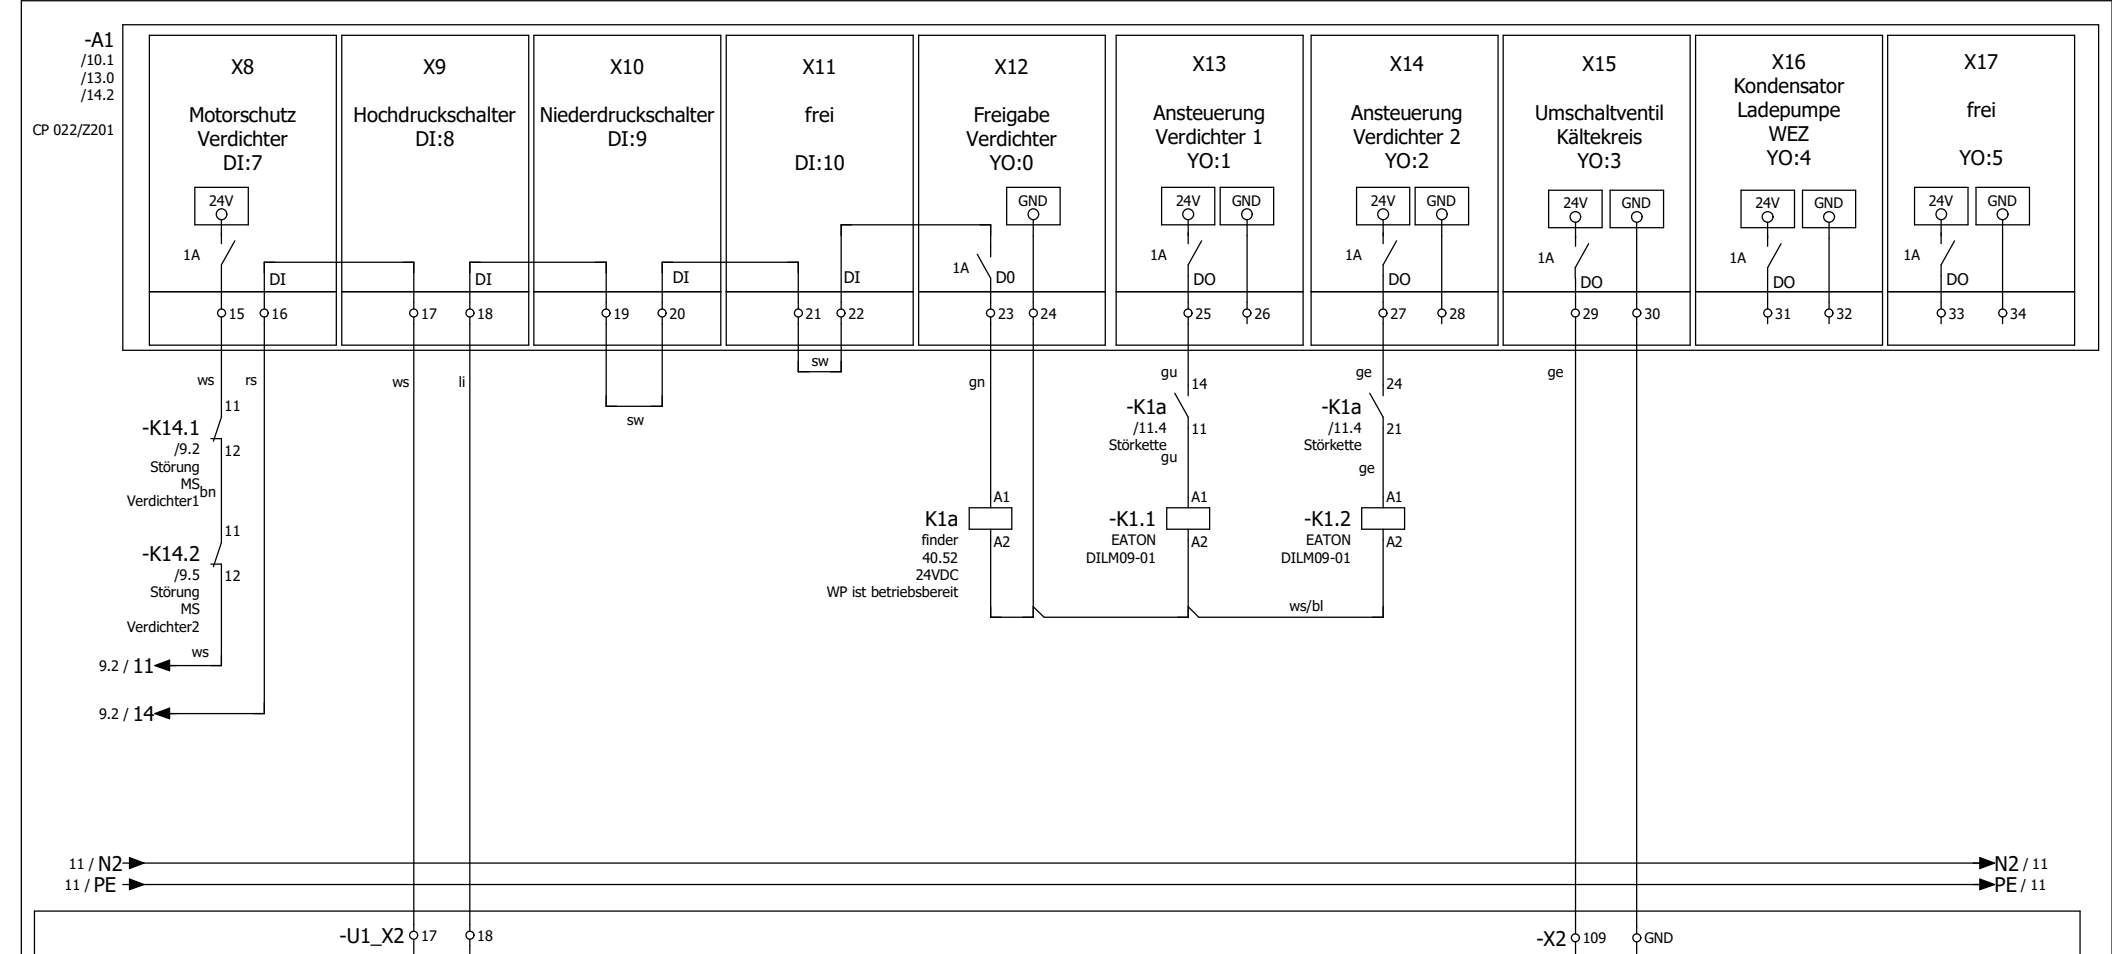 -A1
/10.1
/13.0
/14.2
CP 022/Z201
X8
Motorschutz
Verdichter
DI:7
24V
1A
DI
15
16
X9
Hochdruckschalter
DI:8
DI
17
18
X10
Niederdruckschalter
DI:9
DI
19
20
X11
frei
DI:10
DI
21
22
X12
Freigabe
Verdichter
YO:0
GND
1A
D0
23
24
X13
Ansteuerung
Verdichter 1
YO:1
24V
GND
1A
DO
25
26
X14
Ansteuerung
Verdichter 2
YO:2
24V
GND
1A
DO
27
28
X15
Umschaltventil
Kältekreis
YO:3
24V
GND
1A
DO
29
30
X16
Kondensator
Ladepumpe
WEZ
YO:4
24V
GND
1A
DO
31
32
X17
frei
YO:5
24V
GND
1A
DO
33
34
ws
rs
ws
li
sw
sw
gn
gu
ge
ge
11
-K14.1
/9.2
12
Störung
MS
Verdichter1
bn
11
-K14.2
/9.5
12
Störung
MS
Verdichter2
ws
9.2 / 11
9.2 / 14
A1
K1a
finder
A2
40.52
24VDC
WP ist betriebsbereit
14
-K1a
/11.4
11
Störkette
gu
A1
-K1.1
EATON
A2
DILM09-01
24
-K1a
/11.4
21
Störkette
ge
A1
-K1.2
EATON
A2
DILM09-01
ws/bl
11 / N2
N2 / 11
11 / PE
PE / 11
-U1_X2
17
18
-X2
109
GND